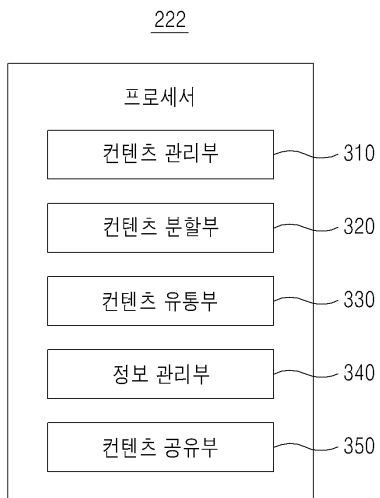 222
프로세서
컨텐츠 관리부 310
컨텐츠 분할부 320
컨텐츠 유통부 330
정보 관리부 340
컨텐츠 공유부 350